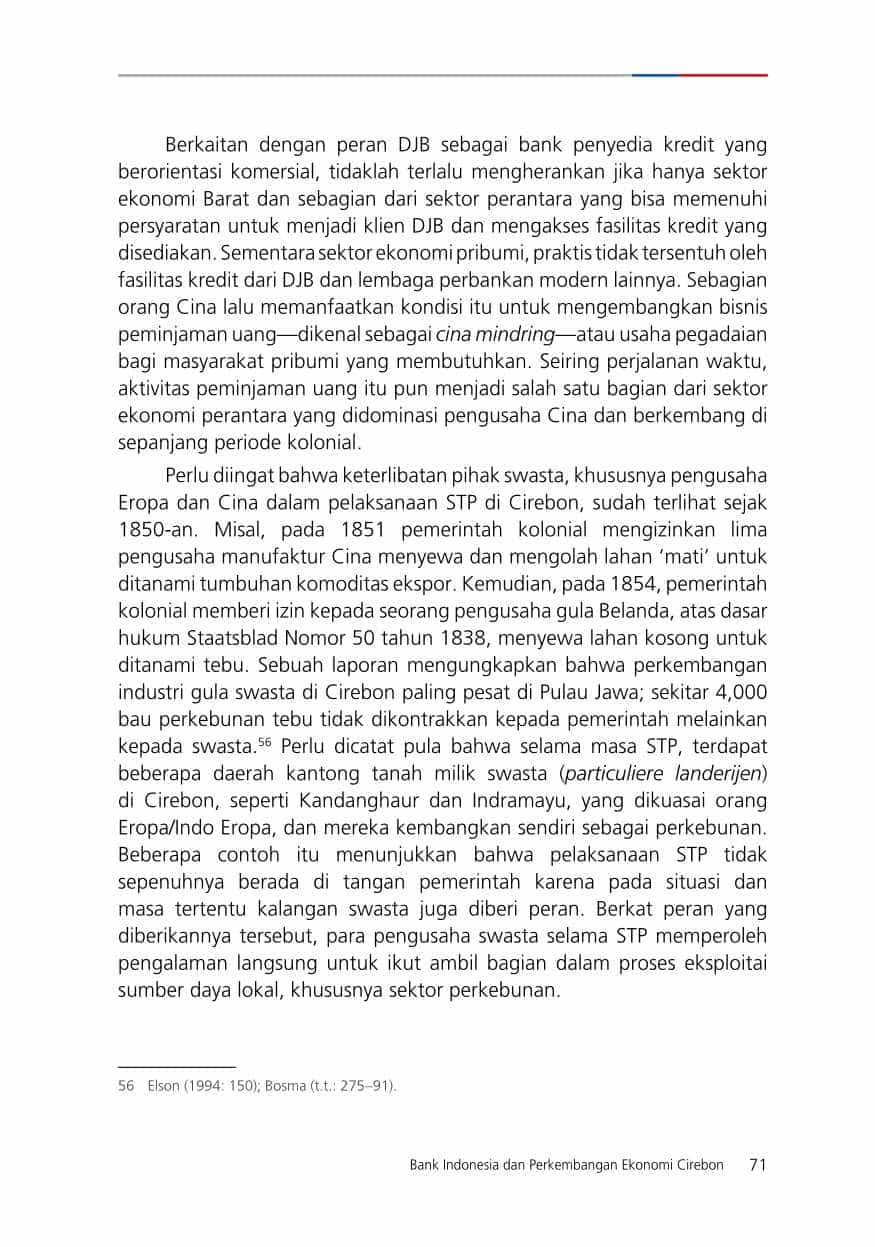 Berkaitan dengan peran DJB sebagai bank penyedia kredit yang
berorientasi komersial, tidaklah terlalu mengherankan jika hanya sektor
ekonomi Barat dan sebagian dari sektor perantara yang bisa memenuhi
persyaratan untuk menjadi klien DJB dan mengakses fasilitas kredit yang
disediakan. Sementara sektor ekonomi pribumi, praktis tidak tersentuh oleh
fasilitas kredit dari DJB dan lembaga perbankan modern lainnya. Sebagian
orang Cina lalu memanfaatkan kondisi itu untuk mengembangkan bisnis
peminjaman uang—dikenal sebagai cina mindring—atau usaha pegadaian
bagi masyarakat pribumi yang membutuhkan. Seiring perjalanan waktu,
aktivitas peminjaman uang itu pun menjadi salah satu bagian dari sektor
ekonomi perantara yang didominasi pengusaha Cina dan berkembang di
sepanjang periode kolonial.
Perlu diingat bahwa keterlibatan pihak swasta, khususnya pengusaha
Eropa dan Cina dalam pelaksanaan STP di Cirebon, sudah terlihat sejak
1850-an. Misal, pada 1851 pemerintah kolonial mengizinkan lima
pengusaha manufaktur Cina menyewa dan mengolah lahan ‘mati’ untuk
ditanami tumbuhan komoditas ekspor. Kemudian, pada 1854, pemerintah
kolonial memberi izin kepada seorang pengusaha gula Belanda, atas dasar
hukum Staatsblad Nomor 50 tahun 1838, menyewa lahan kosong untuk
ditanami tebu. Sebuah laporan mengungkapkan bahwa perkembangan
industri gula swasta di Cirebon paling pesat di Pulau Jawa; sekitar 4,000
bau perkebunan tebu tidak dikontrakkan kepada pemerintah melainkan
kepada swasta.56 Perlu dicatat pula bahwa selama masa STP, terdapat
beberapa daerah kantong tanah milik swasta (particuliere landerijen)
di Cirebon, seperti Kandanghaur dan Indramayu, yang dikuasai orang
Eropa/Indo Eropa, dan mereka kembangkan sendiri sebagai perkebunan.
Beberapa contoh itu menunjukkan bahwa pelaksanaan STP tidak
sepenuhnya berada di tangan pemerintah karena pada situasi dan
masa tertentu kalangan swasta juga diberi peran. Berkat peran yang
diberikannya tersebut, para pengusaha swasta selama STP memperoleh
pengalaman langsung untuk ikut ambil bagian dalam proses eksploitai
sumber daya lokal, khususnya sektor perkebunan.
56 Elson (1994: 150); Bosma (t.t.: 275–91).
Bank Indonesia dan Perkembangan Ekonomi Cirebon 71